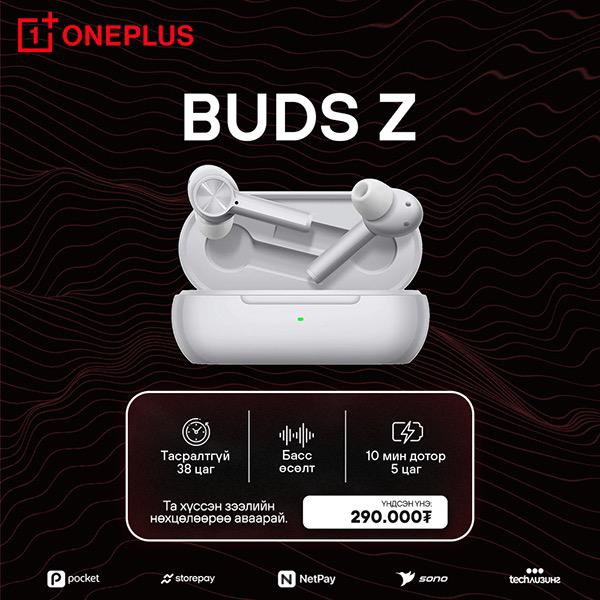 1+ ONEPLUS
BUDS Z
Тасралтгүй
38 цаг
Басс
өсөлт
10 мин дотор
5 цаг
Та хүссэн зээлийн
нөхцөлөөрөө аваарай.
ҮНДСЭН ҮНЭ:
290.000₮
pocket
storepay
NetPay
sono
techлизинг